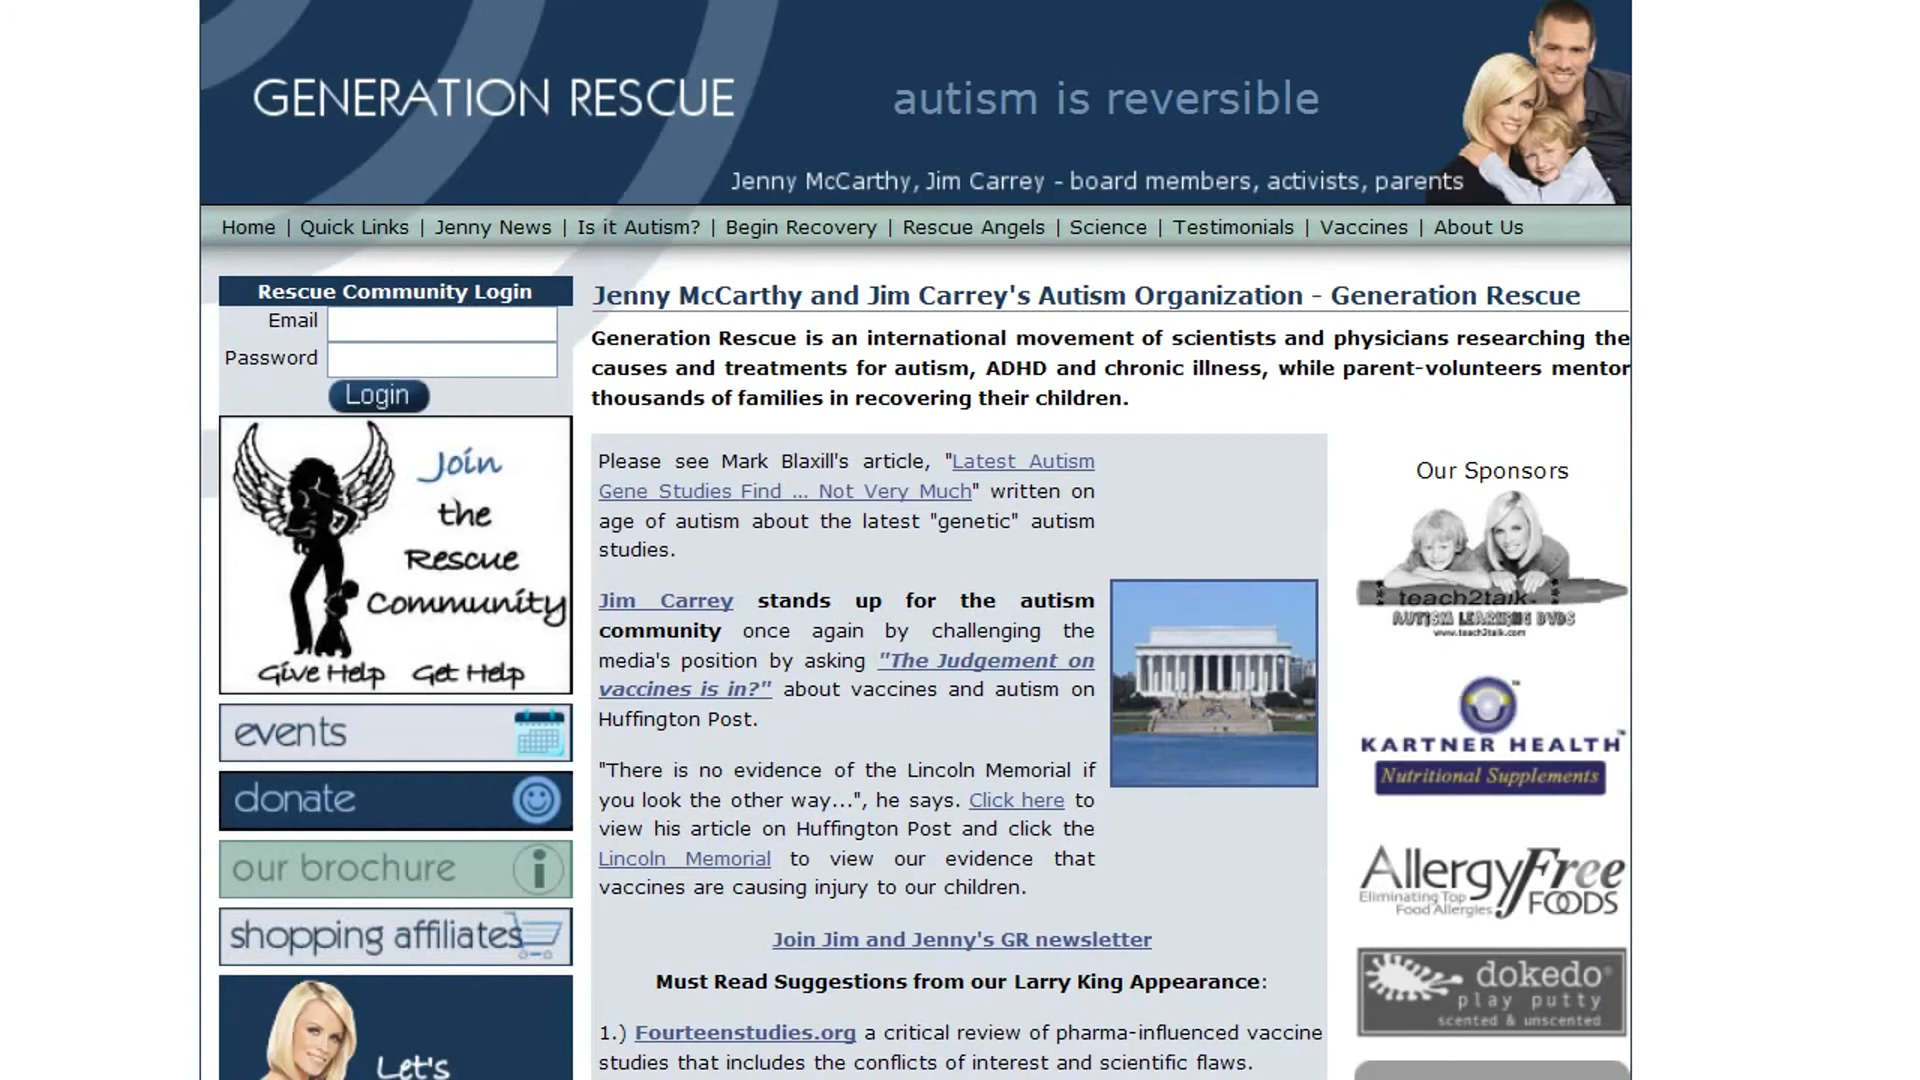 GENERATION RESCUE
autism is reversible
Jenny McCarthy, Jim Carrey - board members, activists, parents
Home | Quick Links | Jenny News | Is it Autism? | Begin Recovery | Rescue Angels | Science | Testimonials | Vaccines | About Us
Rescue Community Login
Email
Password
Login
Join
the
Rescue
Community
Give Help Get Help
events
donate
our brochure
shopping affiliates
Let's
Jenny McCarthy and Jim Carrey's Autism Organization - Generation Rescue
Generation Rescue is an international movement of scientists and physicians researching the
causes and treatments for autism, ADHD and chronic illness, while parent-volunteers mentor
thousands of families in recovering their children.
Please see Mark Blaxill's article, "Latest Autism
Gene Studies Find ... Not Very Much" written on
age of autism about the latest "genetic" autism
studies.
Jim Carrey stands up for the autism
community once again by challenging the
media's position by asking "The Judgement on
vaccines is in?" about vaccines and autism on
Huffington Post.
"There is no evidence of the Lincoln Memorial if
you look the other way...", he says. Click here to
view his article on Huffington Post and click the
Lincoln Memorial to view our evidence that
vaccines are causing injury to our children.
Join Jim and Jenny's GR newsletter
Must Read Suggestions from our Larry King Appearance:
1.) Fourteenstudies.org a critical review of pharma-influenced vaccine
studies that includes the conflicts of interest and scientific flaws.
Our Sponsors
teach2talk
AUTISM LEARNING DVDS
www.teach2talk.com
KARTNER HEALTH™
Nutritional Supplements
AllergyFree
FOODS
Eliminating Top
Food Allergies
dokedo®
play putty
scented & unscented